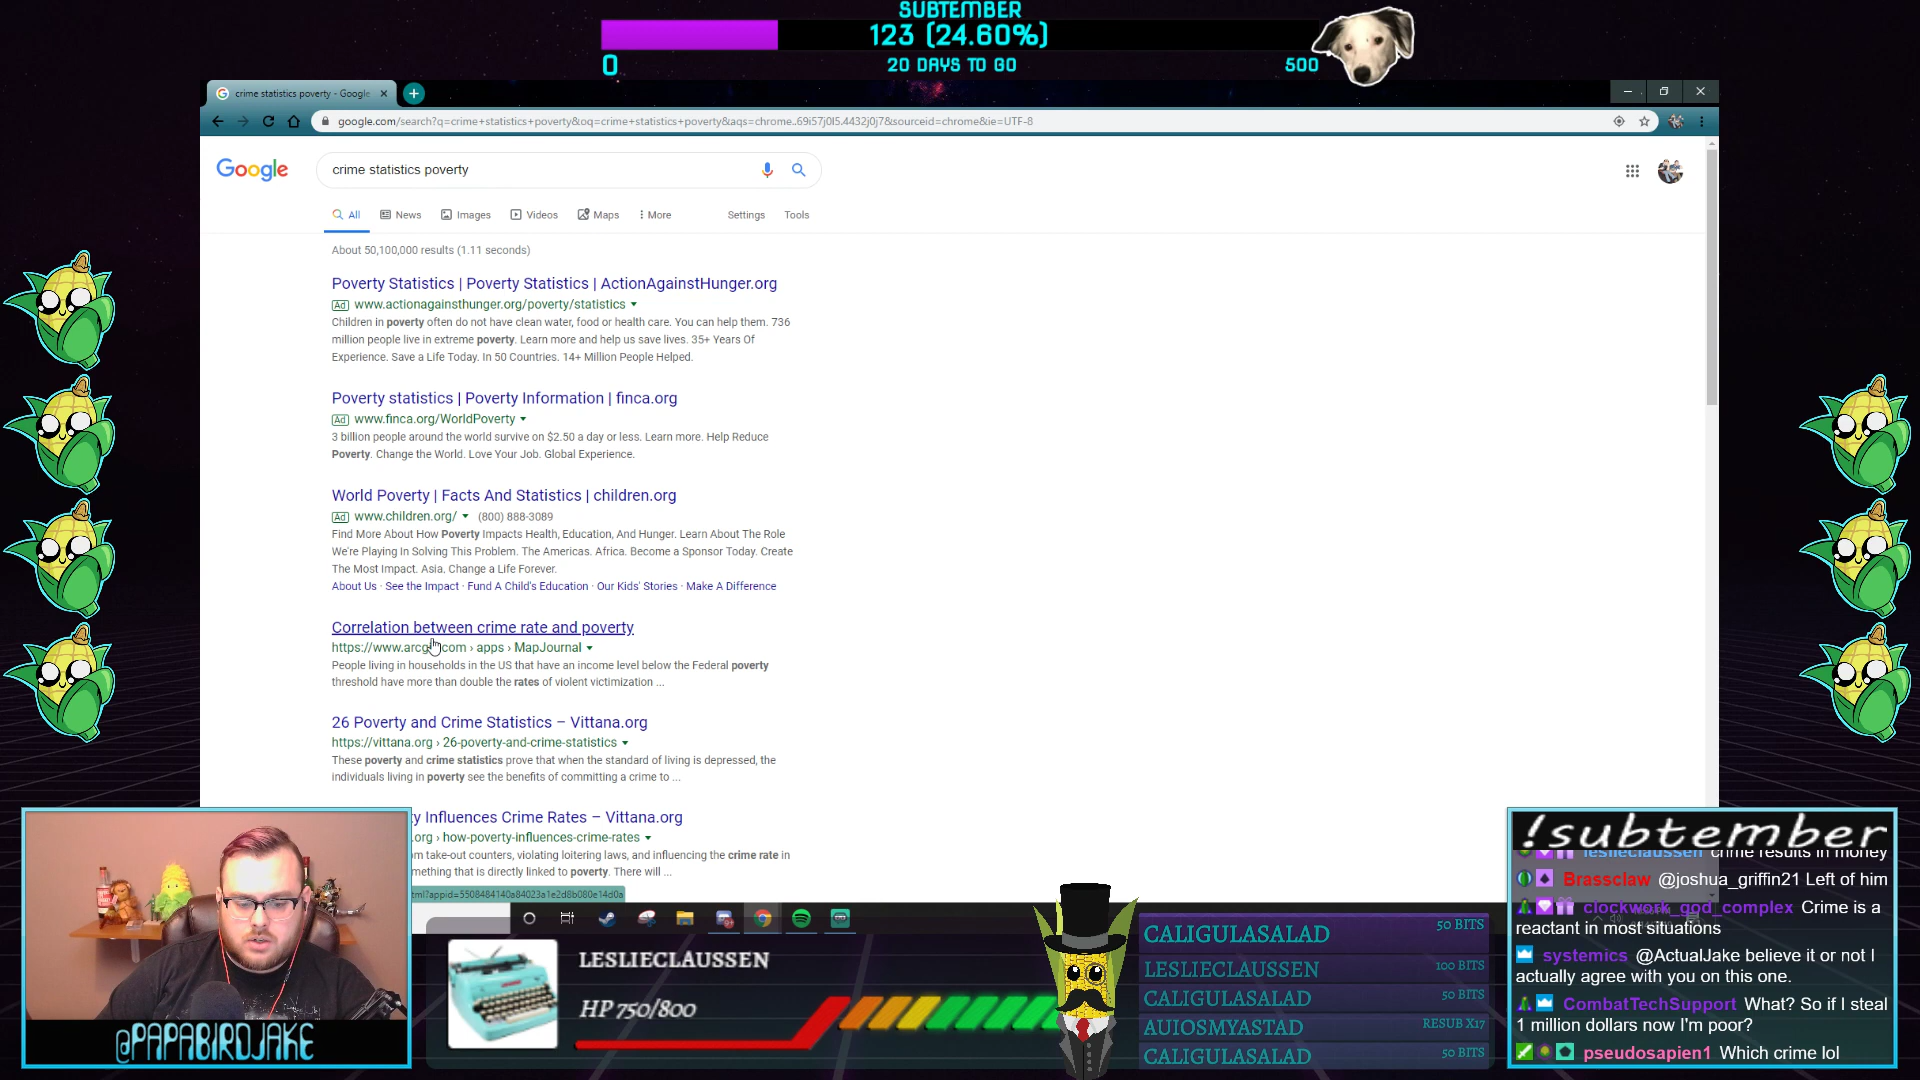 SUBTEMBER
123 (24.60%)
0
20 DAYS TO GO
500
crime statistics poverty - Google
google.com/search?q=crime+statistics+poverty&oq=crime+statistics+poverty&aqs=chrome..69i57j0l5.4432j0j7&sourceid=chrome&ie=UTF-8
Google
crime statistics poverty
All News Images Videos Maps More Settings Tools
About 50,100,000 results (1.11 seconds)
Poverty Statistics | Poverty Statistics | ActionAgainstHunger.org
Ad www.actionagainsthunger.org/poverty/statistics
Children in poverty often do not have clean water, food or health care. You can help them. 736
million people live in extreme poverty. Learn more and help us save lives. 35+ Years Of
Experience. Save a Life Today. In 50 Countries. 14+ Million People Helped.
Poverty statistics | Poverty Information | finca.org
Ad www.finca.org/WorldPoverty
3 billion people around the world survive on $2.50 a day or less. Learn more. Help Reduce
Poverty. Change the World. Love Your Job. Global Experience.
World Poverty | Facts And Statistics | children.org
Ad www.children.org/ (800) 888-3089
Find More About How Poverty Impacts Health, Education, And Hunger. Learn About The Role
We're Playing In Solving This Problem. The Americas. Africa. Become a Sponsor Today. Create
The Most Impact. Asia. Change a Life Forever.
About Us · See the Impact · Fund A Child's Education · Our Kids' Stories · Make A Difference
Correlation between crime rate and poverty
https://www.arcg com › apps › MapJournal
People living in households in the US that have an income level below the Federal poverty
threshold have more than double the rates of violent victimization ...
26 Poverty and Crime Statistics – Vittana.org
https://vittana.org › 26-poverty-and-crime-statistics
These poverty and crime statistics prove that when the standard of living is depressed, the
individuals living in poverty see the benefits of committing a crime to ...
ty Influences Crime Rates – Vittana.org
.org › how-poverty-influences-crime-rates
om take-out counters, violating loitering laws, and influencing the crime rate in
mething that is directly linked to poverty. There will ...
tml?appid=5508484140a84023a1e2d8b080e14d0a
@PAPABIRDJAKE
LESLIECLAUSSEN
HP 750/800
CALIGULASALAD 50 BITS
LESLIECLAUSSEN 100 BITS
CALIGULASALAD 50 BITS
AUIOSMYASTAD RESUB X17
CALIGULASALAD 50 BITS
!subtember
leslieclaussen crime results in money
Brassclaw @joshua_griffin21 Left of him
clockwork_god_complex Crime is a
reactant in most situations
systemics @ActualJake believe it or not I
actually agree with you on this one.
CombatTechSupport What? So if I steal
1 million dollars now I'm poor?
pseudosapien1 Which crime lol